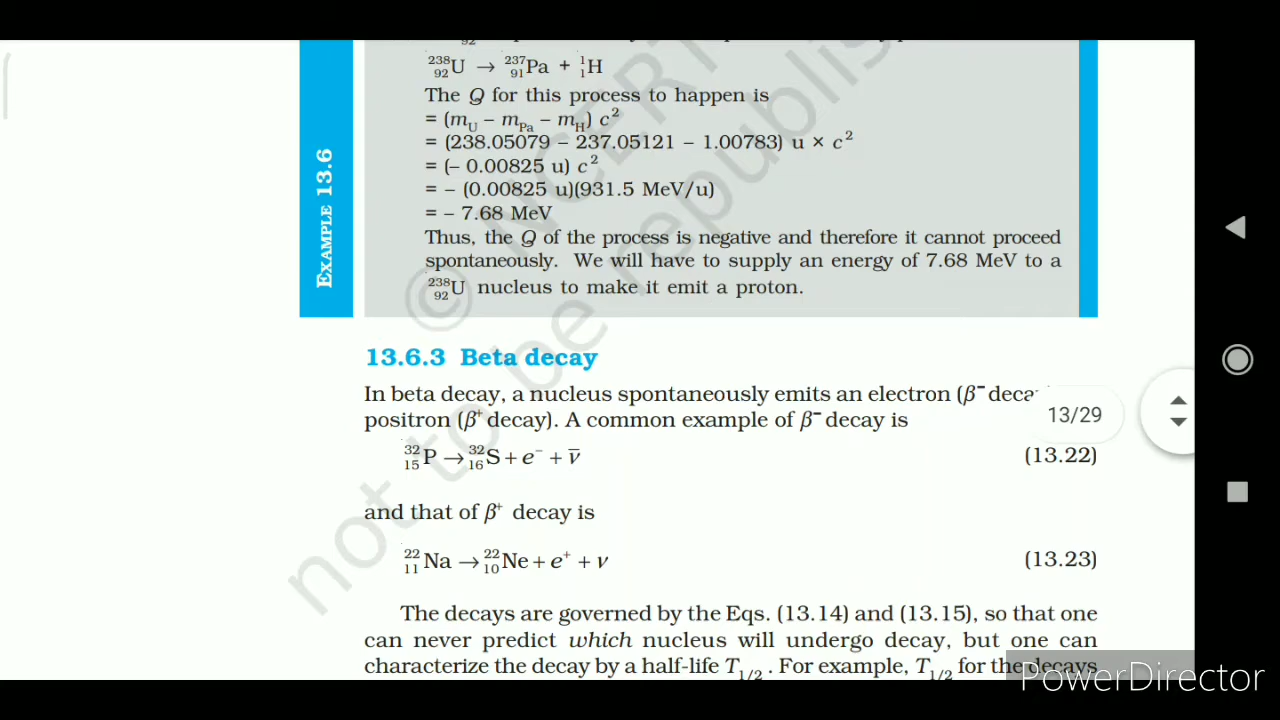 ²³⁸₉₂U → ²³⁷₉₁Pa + ¹₁H
The Q for this process to happen is
= (m_U – m_Pa – m_H) c²
= (238.05079 – 237.05121 – 1.00783) u × c²
= (– 0.00825 u) c²
= – (0.00825 u)(931.5 MeV/u)
= – 7.68 MeV
Thus, the Q of the process is negative and therefore it cannot proceed
spontaneously. We will have to supply an energy of 7.68 MeV to a
²³⁸₉₂U nucleus to make it emit a proton.
EXAMPLE 13.6
13.6.3 Beta decay
In beta decay, a nucleus spontaneously emits an electron (β⁻
positron (β⁺ decay). A common example of β⁻ decay is
13/29
³²₁₅P → ³²₁₆S + e⁻ + ν̄ (13.22)
and that of β⁺ decay is
²²₁₁Na → ²²₁₀Ne + e⁺ + ν (13.23)
The decays are governed by the Eqs. (13.14) and (13.15), so that one
can never predict which nucleus will undergo decay, but one can
characterize the decay by a half-life T₁/₂. For example, T₁/₂ for the decays
© NCERT
not to be republis
PowerDirector